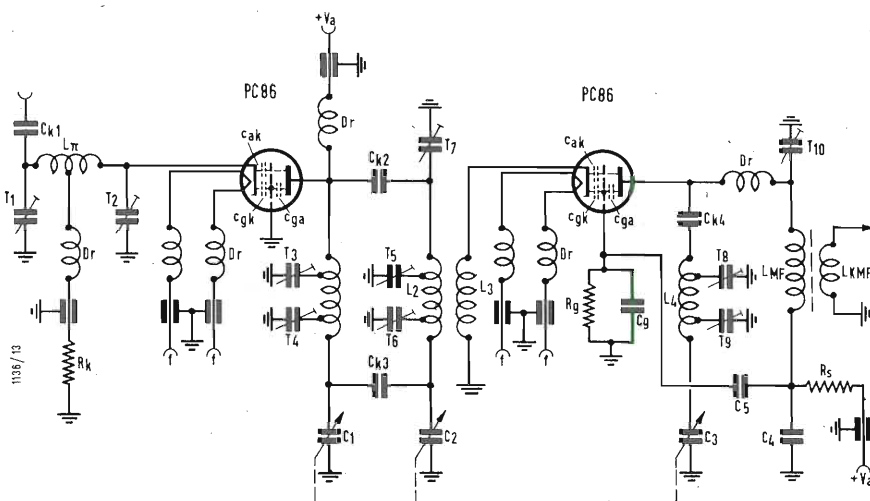 +Va
PC86
PC86
Ck1
Lπ
cak
Dr
T7
cak
T10
Ck2
Dr
T1
T2
cgk
cga
cgk
cga
Ck4
Dr
Dr
T3
T5
L2
L3
Dr
T8
LMF
LKMF
T4
T6
Rg
Cg
L4
T9
Rk
f
f
f
f
Ck3
C5
Rs
C1
C2
C3
C4
+Va
1136/13